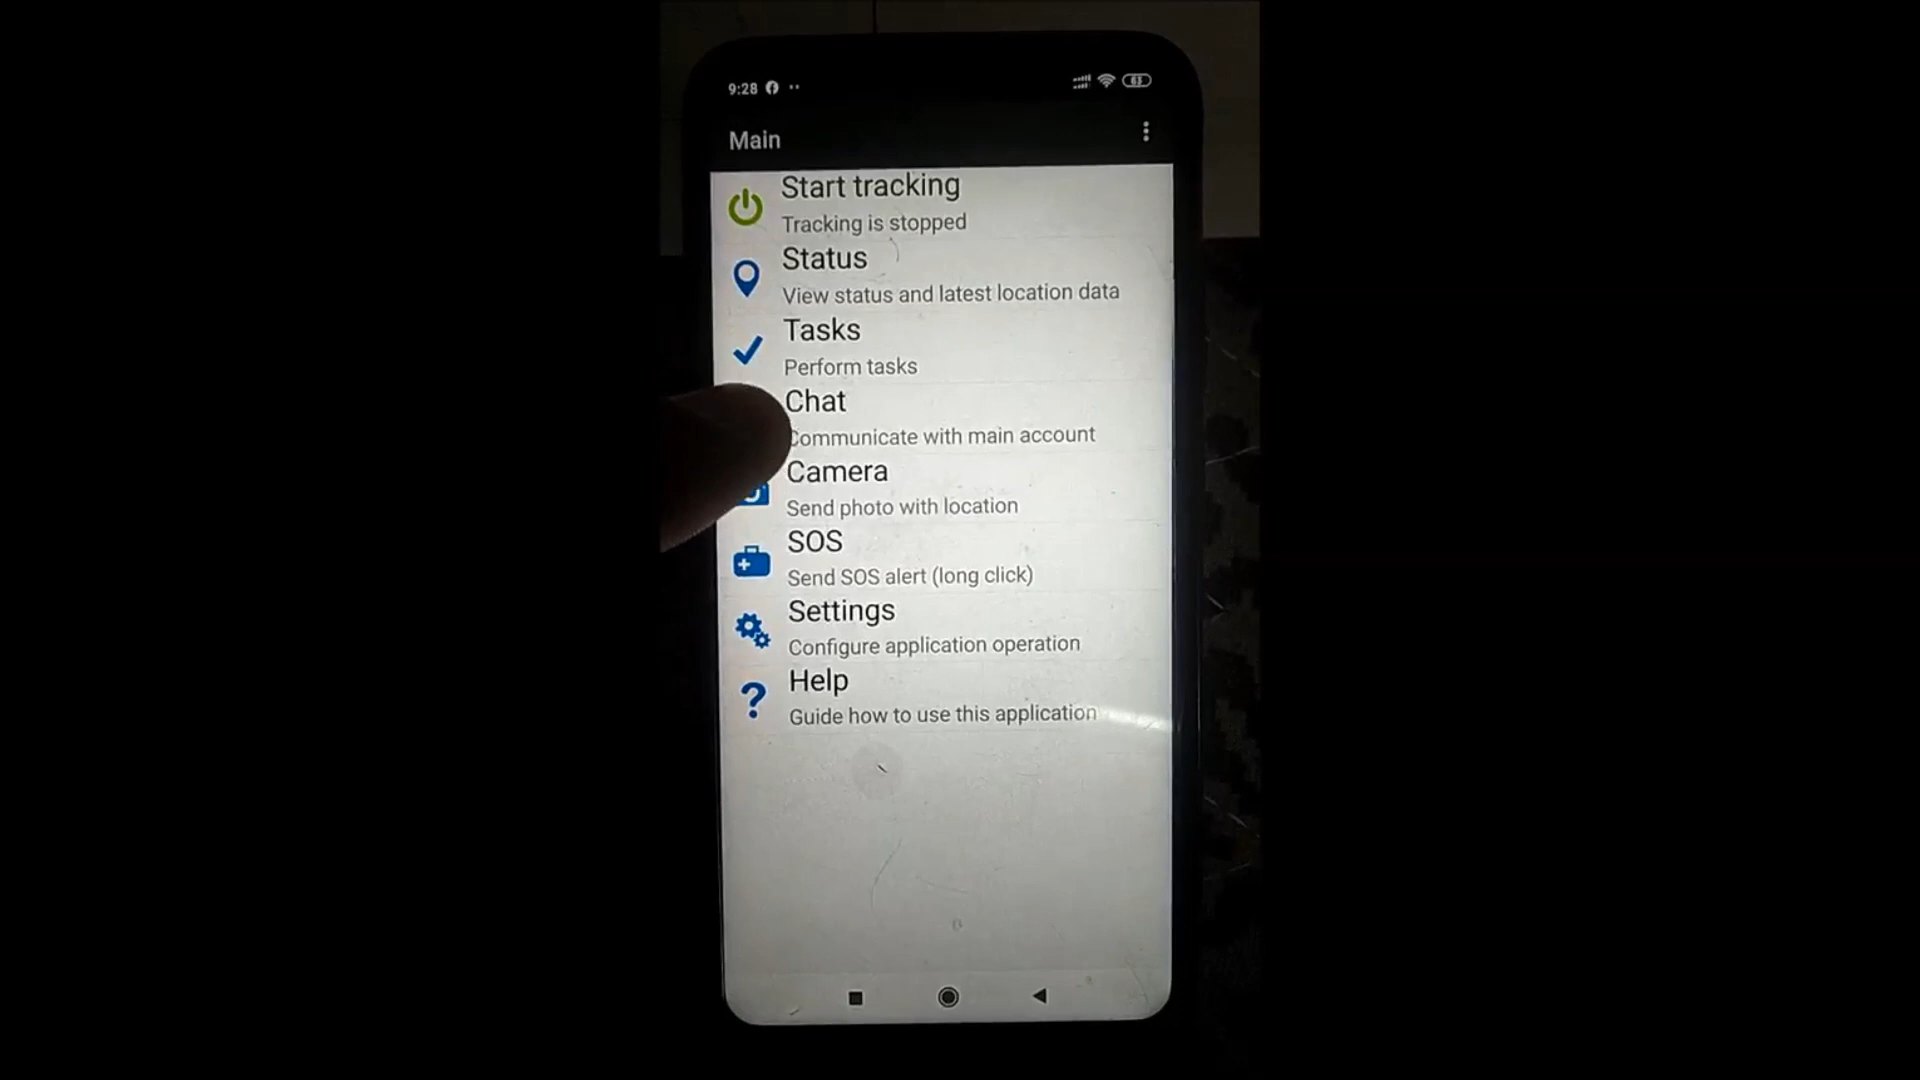 9:28
63
Main
Start tracking
Tracking is stopped
Status
View status and latest location data
Tasks
Perform tasks
Chat
Communicate with main account
Camera
Send photo with location
SOS
Send SOS alert (long click)
Settings
Configure application operation
Help
Guide how to use this application